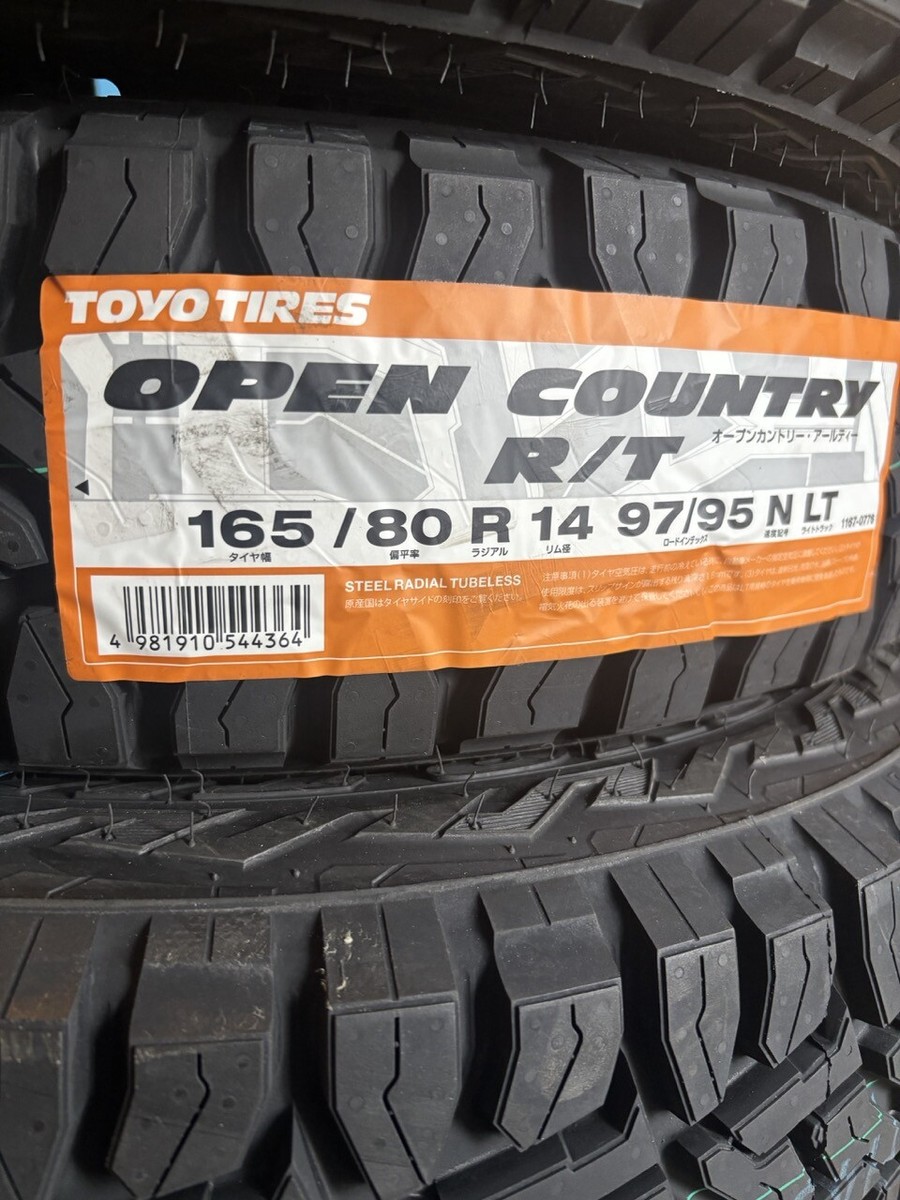 TOYO TIRES
OPEN COUNTRY
R/T オープンカントリー・アールティー
165 / 80 R 14 97/95 N LT 1167-0779
タイヤ幅 偏平率 ラジアル リム径 ロードインデックス 速度記号 ライトトラック
STEEL RADIAL TUBELESS
原産国はタイヤサイドの刻印をご覧ください。
4 981910 544364